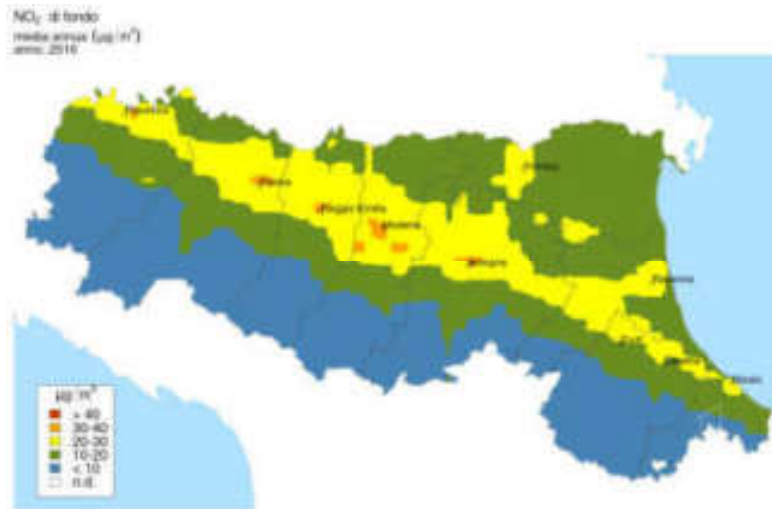 NO₂ di fondo
media annua (µg/m³)
anno: 2010
Piacenza
Parma
Reggio Emilia
Modena
Bologna
Ferrara
Ravenna
Rimini
µg/m³
> 40
30-40
20-30
10-20
< 10
n.d.